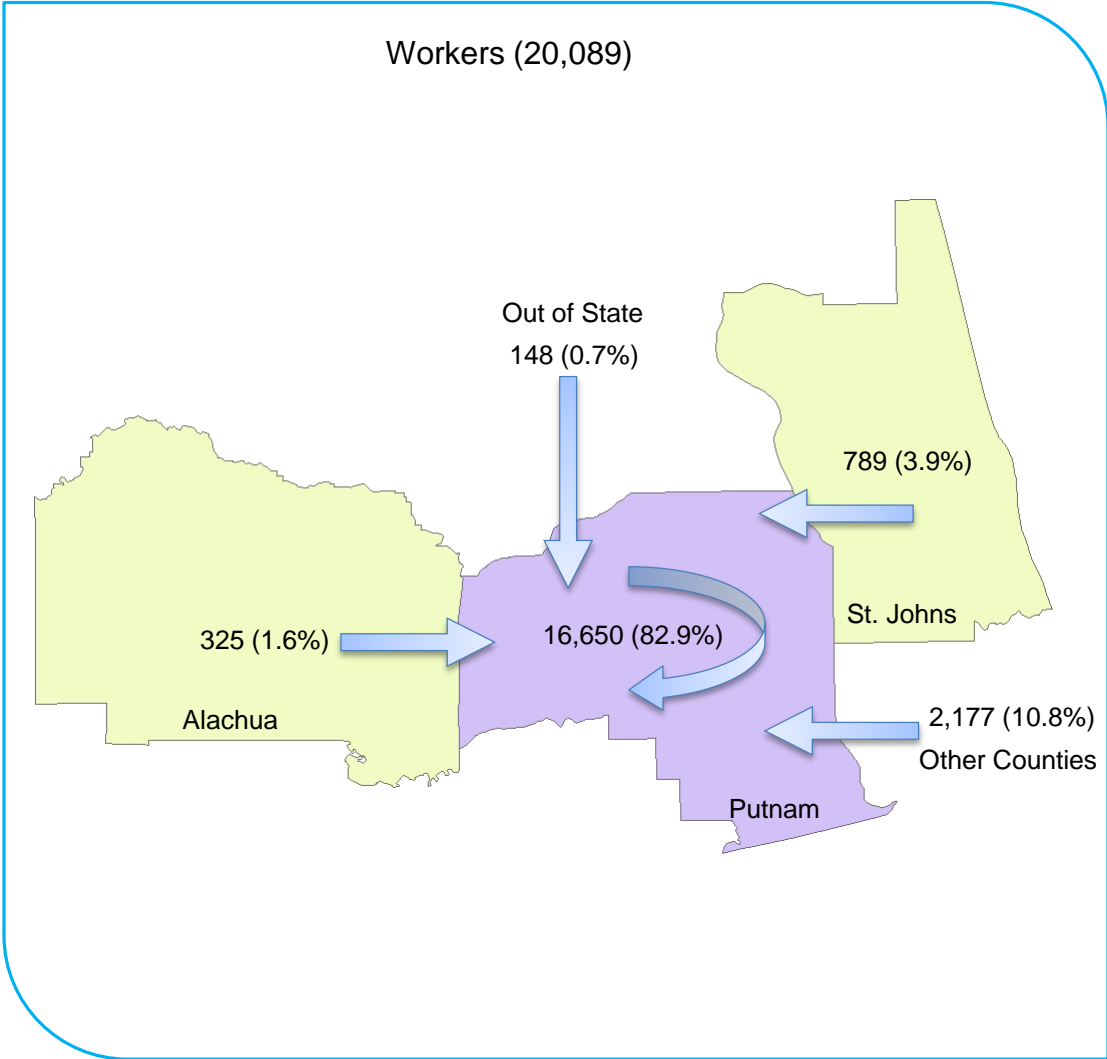 Workers (20,089)
Out of State
148 (0.7%)
789 (3.9%)
St. Johns
325 (1.6%)
16,650 (82.9%)
Alachua
2,177 (10.8%)
Other Counties
Putnam